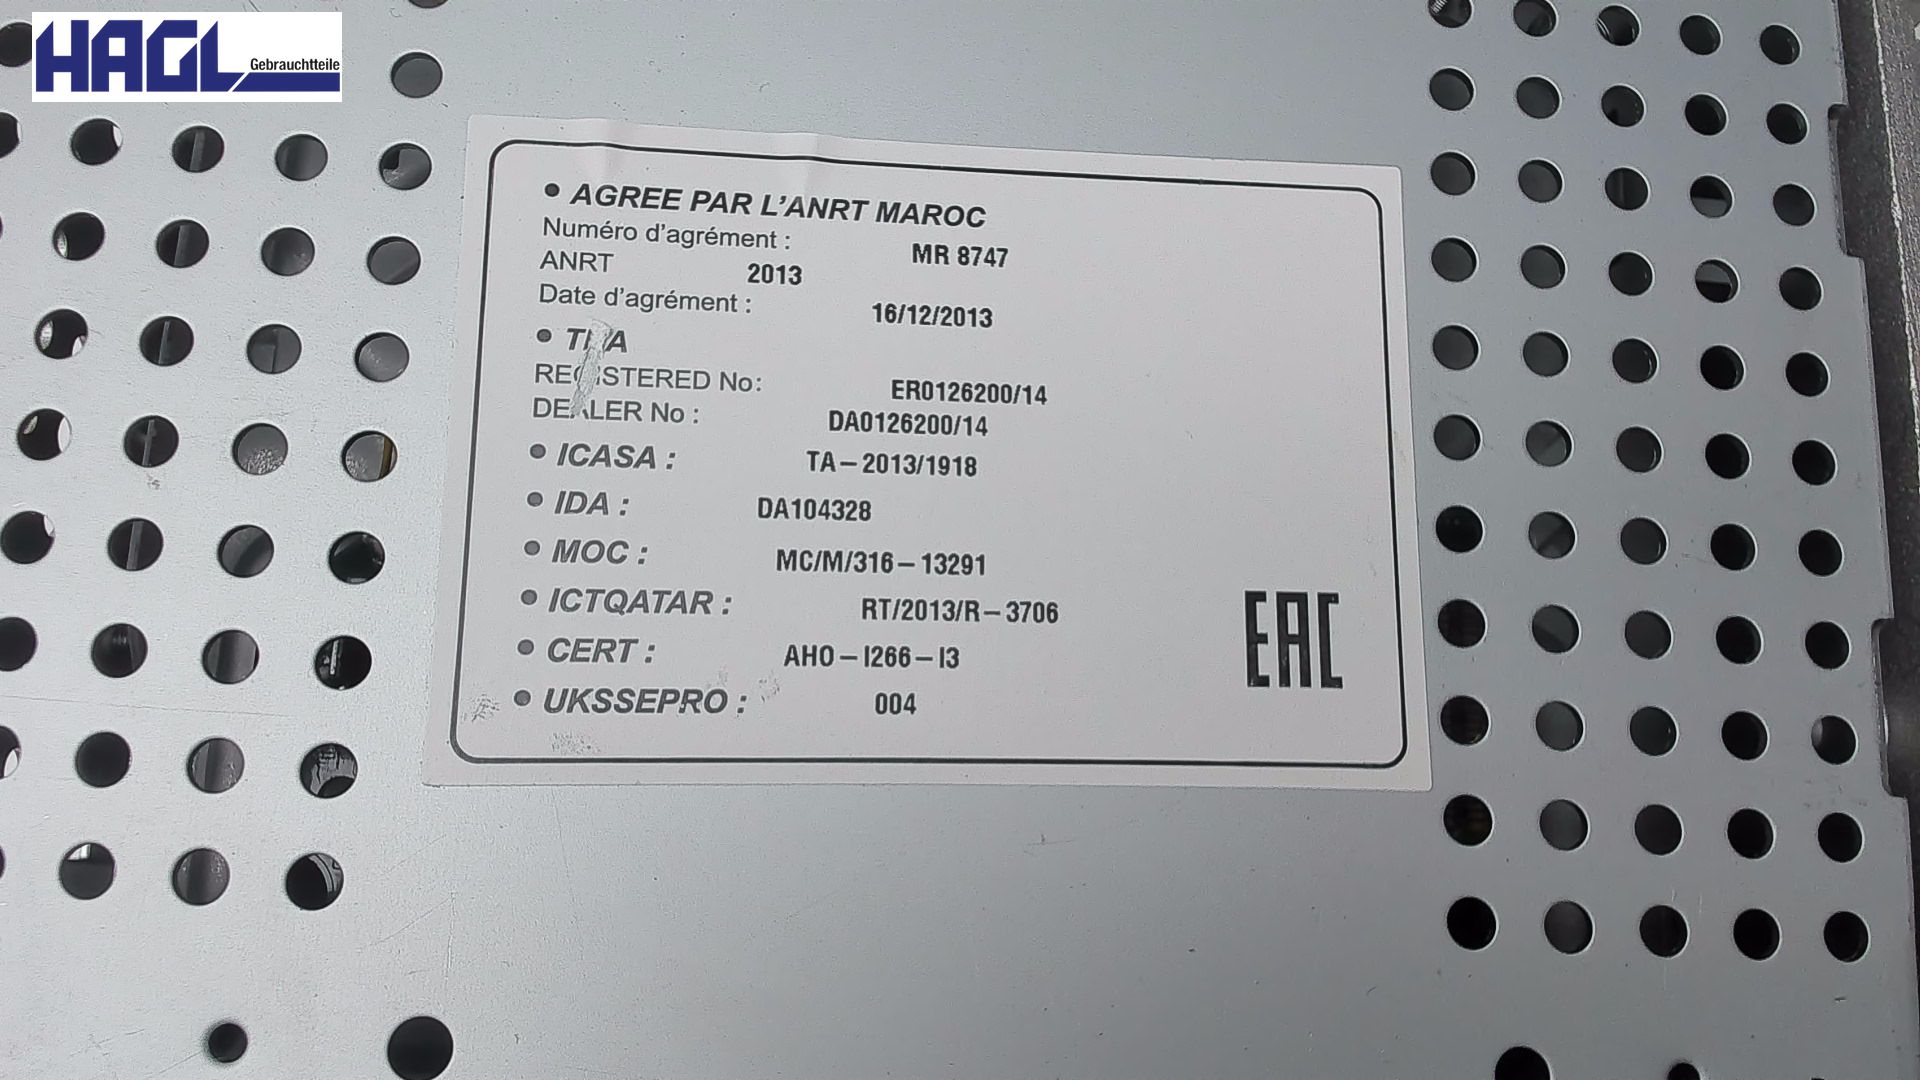 HAGL
Gebrauchtteile
• AGREE PAR L'ANRT MAROC
Numéro d'agrément : MR 8747
ANRT 2013
Date d'agrément : 16/12/2013
REGISTERED No: ER0126200/14
DEALER No : DA0126200/14
• ICASA : TA–2013/1918
• IDA : DA104328
• MOC : MC/M/316–13291
• ICTQATAR : RT/2013/R–3706
• CERT : AHO–I266–I3
• UKSSEPRO : 004
EAC